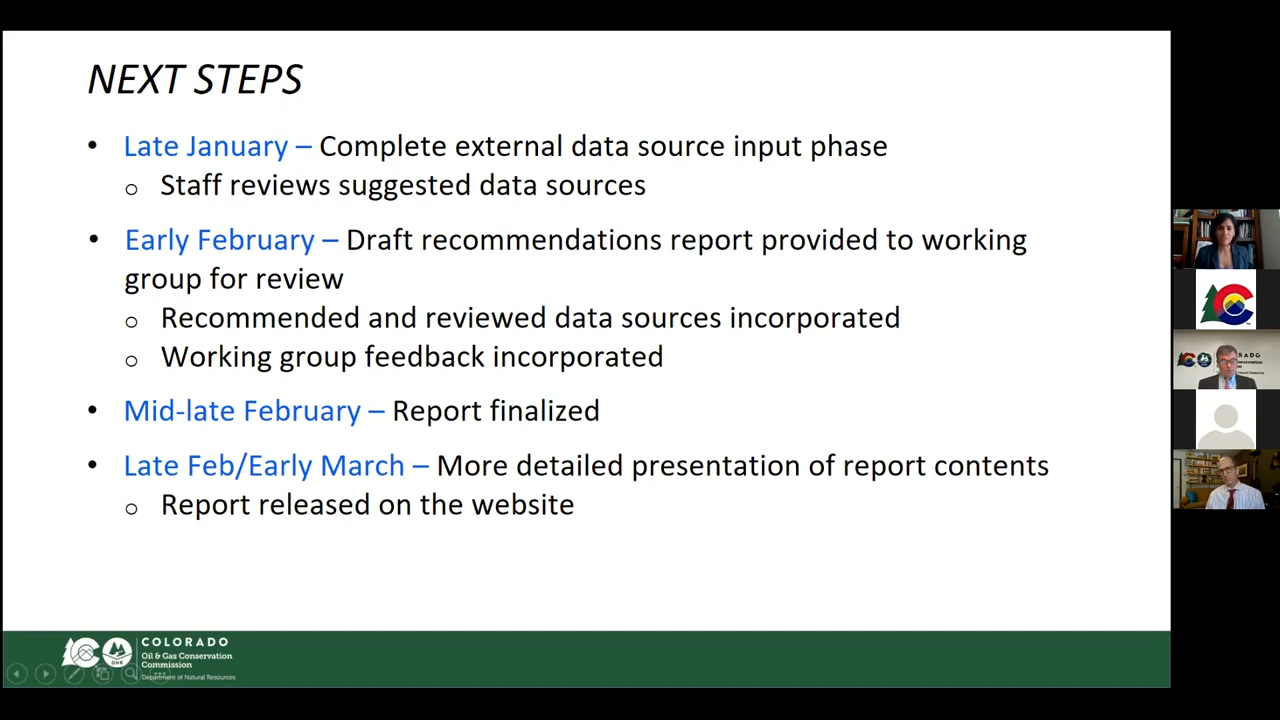 NEXT STEPS
• Late January – Complete external data source input phase
o Staff reviews suggested data sources
• Early February – Draft recommendations report provided to working
group for review
o Recommended and reviewed data sources incorporated
o Working group feedback incorporated
• Mid-late February – Report finalized
• Late Feb/Early March – More detailed presentation of report contents
o Report released on the website
COLORADO
Oil & Gas Conservation
Commission
Department of Natural Resources